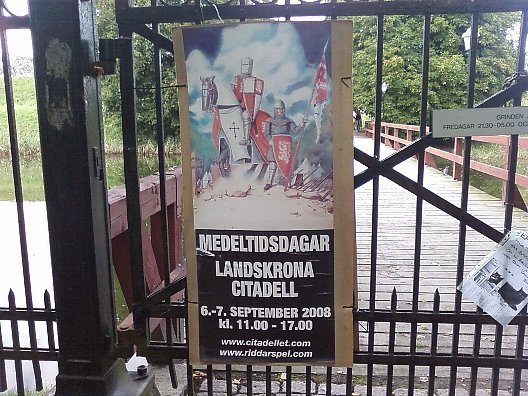 MEDELTIDSDAGAR
LANDSKRONA
CITADELL
6.-7. SEPTEMBER 2008
kl. 11.00 - 17.00
www.citadellet.com
www.riddarspel.com
GRINDEN
FREDAGAR 21.30-05.00 OC